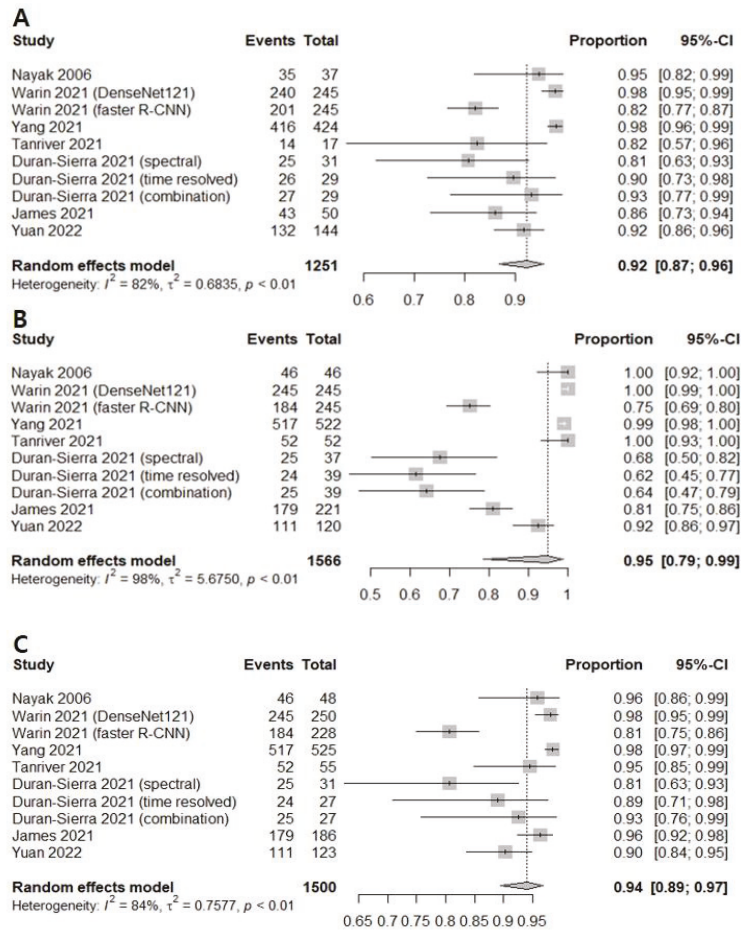 A
Study Events Total Proportion 95%-CI
Nayak 2006 35 37 0.95 [0.82; 0.99]
Warin 2021 (DenseNet121) 240 245 0.98 [0.95; 0.99]
Warin 2021 (faster R-CNN) 201 245 0.82 [0.77; 0.87]
Yang 2021 416 424 0.98 [0.96; 0.99]
Tanriver 2021 14 17 0.82 [0.57; 0.96]
Duran-Sierra 2021 (spectral) 25 31 0.81 [0.63; 0.93]
Duran-Sierra 2021 (time resolved) 26 29 0.90 [0.73; 0.98]
Duran-Sierra 2021 (combination) 27 29 0.93 [0.77; 0.99]
James 2021 43 50 0.86 [0.73; 0.94]
Yuan 2022 132 144 0.92 [0.86; 0.96]
Random effects model 1251 0.92 [0.87; 0.96]
Heterogeneity: I² = 82%, τ² = 0.6835, p < 0.01
0.6 0.7 0.8 0.9
B
Study Events Total Proportion 95%-CI
Nayak 2006 46 46 1.00 [0.92; 1.00]
Warin 2021 (DenseNet121) 245 245 1.00 [0.99; 1.00]
Warin 2021 (faster R-CNN) 184 245 0.75 [0.69; 0.80]
Yang 2021 517 522 0.99 [0.98; 1.00]
Tanriver 2021 52 52 1.00 [0.93; 1.00]
Duran-Sierra 2021 (spectral) 25 37 0.68 [0.50; 0.82]
Duran-Sierra 2021 (time resolved) 24 39 0.62 [0.45; 0.77]
Duran-Sierra 2021 (combination) 25 39 0.64 [0.47; 0.79]
James 2021 179 221 0.81 [0.75; 0.86]
Yuan 2022 111 120 0.92 [0.86; 0.97]
Random effects model 1566 0.95 [0.79; 0.99]
Heterogeneity: I² = 98%, τ² = 5.6750, p < 0.01
0.5 0.6 0.7 0.8 0.9 1
C
Study Events Total Proportion 95%-CI
Nayak 2006 46 48 0.96 [0.86; 0.99]
Warin 2021 (DenseNet121) 245 250 0.98 [0.95; 0.99]
Warin 2021 (faster R-CNN) 184 228 0.81 [0.75; 0.86]
Yang 2021 517 525 0.98 [0.97; 0.99]
Tanriver 2021 52 55 0.95 [0.85; 0.99]
Duran-Sierra 2021 (spectral) 25 31 0.81 [0.63; 0.93]
Duran-Sierra 2021 (time resolved) 24 27 0.89 [0.71; 0.98]
Duran-Sierra 2021 (combination) 25 27 0.93 [0.76; 0.99]
James 2021 179 186 0.96 [0.92; 0.98]
Yuan 2022 111 123 0.90 [0.84; 0.95]
Random effects model 1500 0.94 [0.89; 0.97]
Heterogeneity: I² = 84%, τ² = 0.7577, p < 0.01
0.65 0.7 0.75 0.8 0.85 0.9 0.95